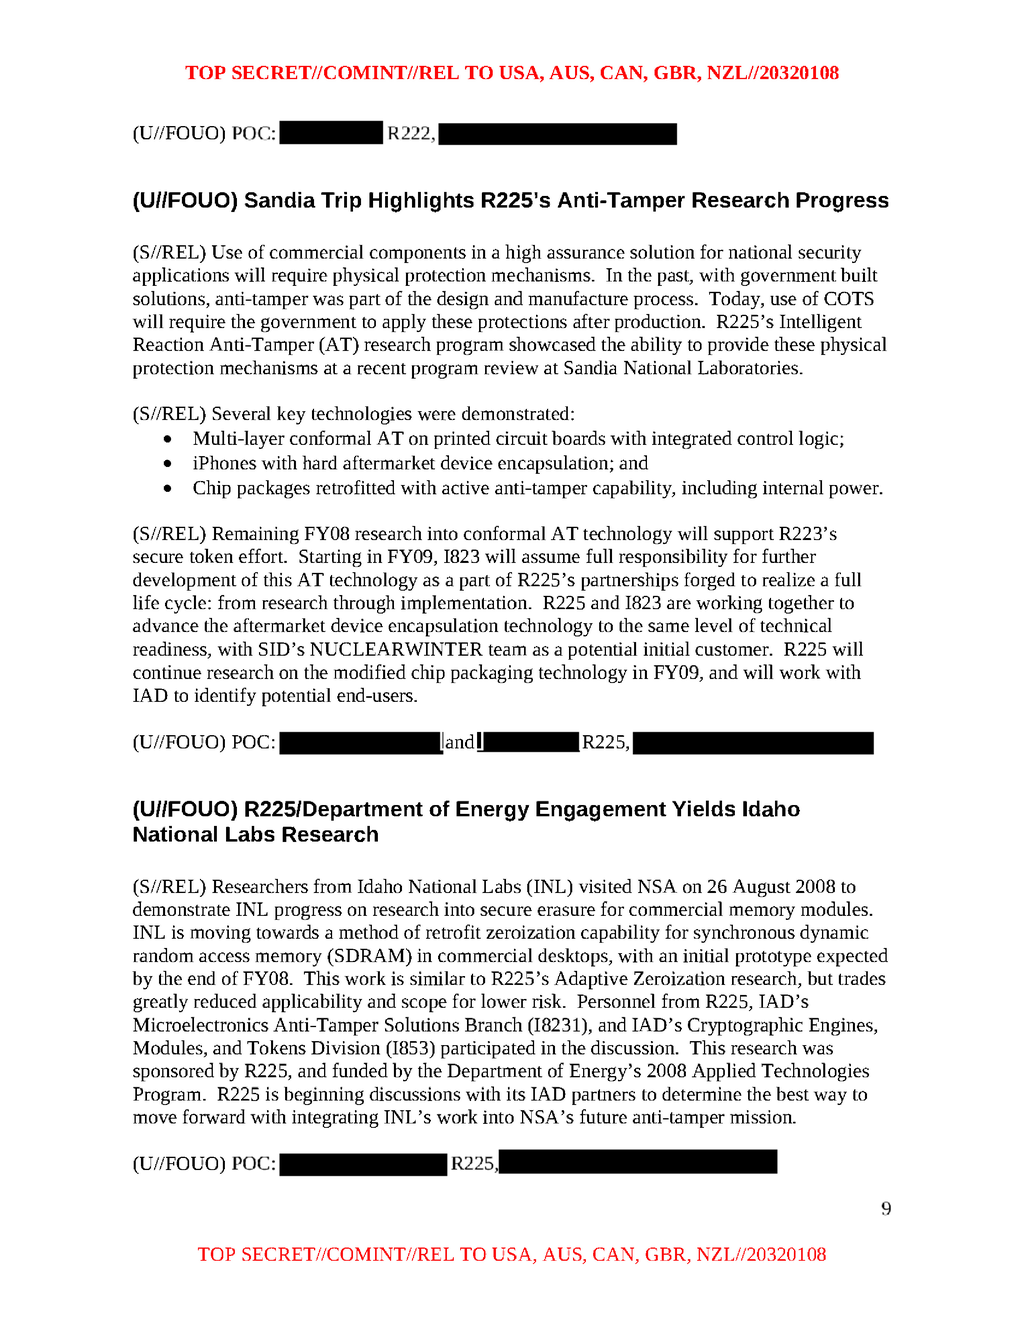 TOP SECRET//COMINT//REL TO USA, AUS, CAN, GBR, NZL//20320108
(U//FOUO) POC: R222,
(U//FOUO) Sandia Trip Highlights R225’s Anti-Tamper Research Progress
(S//REL) Use of commercial components in a high assurance solution for national security
applications will require physical protection mechanisms. In the past, with government built
solutions, anti-tamper was part of the design and manufacture process. Today, use of COTS
will require the government to apply these protections after production. R225’s Intelligent
Reaction Anti-Tamper (AT) research program showcased the ability to provide these physical
protection mechanisms at a recent program review at Sandia National Laboratories.
(S//REL) Several key technologies were demonstrated:
• Multi-layer conformal AT on printed circuit boards with integrated control logic;
• iPhones with hard aftermarket device encapsulation; and
• Chip packages retrofitted with active anti-tamper capability, including internal power.
(S//REL) Remaining FY08 research into conformal AT technology will support R223’s
secure token effort. Starting in FY09, I823 will assume full responsibility for further
development of this AT technology as a part of R225’s partnerships forged to realize a full
life cycle: from research through implementation. R225 and I823 are working together to
advance the aftermarket device encapsulation technology to the same level of technical
readiness, with SID’s NUCLEARWINTER team as a potential initial customer. R225 will
continue research on the modified chip packaging technology in FY09, and will work with
IAD to identify potential end-users.
(U//FOUO) POC: and R225,
(U//FOUO) R225/Department of Energy Engagement Yields Idaho
National Labs Research
(S//REL) Researchers from Idaho National Labs (INL) visited NSA on 26 August 2008 to
demonstrate INL progress on research into secure erasure for commercial memory modules.
INL is moving towards a method of retrofit zeroization capability for synchronous dynamic
random access memory (SDRAM) in commercial desktops, with an initial prototype expected
by the end of FY08. This work is similar to R225’s Adaptive Zeroization research, but trades
greatly reduced applicability and scope for lower risk. Personnel from R225, IAD’s
Microelectronics Anti-Tamper Solutions Branch (I8231), and IAD’s Cryptographic Engines,
Modules, and Tokens Division (I853) participated in the discussion. This research was
sponsored by R225, and funded by the Department of Energy’s 2008 Applied Technologies
Program. R225 is beginning discussions with its IAD partners to determine the best way to
move forward with integrating INL’s work into NSA’s future anti-tamper mission.
(U//FOUO) POC: R225,
9
TOP SECRET//COMINT//REL TO USA, AUS, CAN, GBR, NZL//20320108